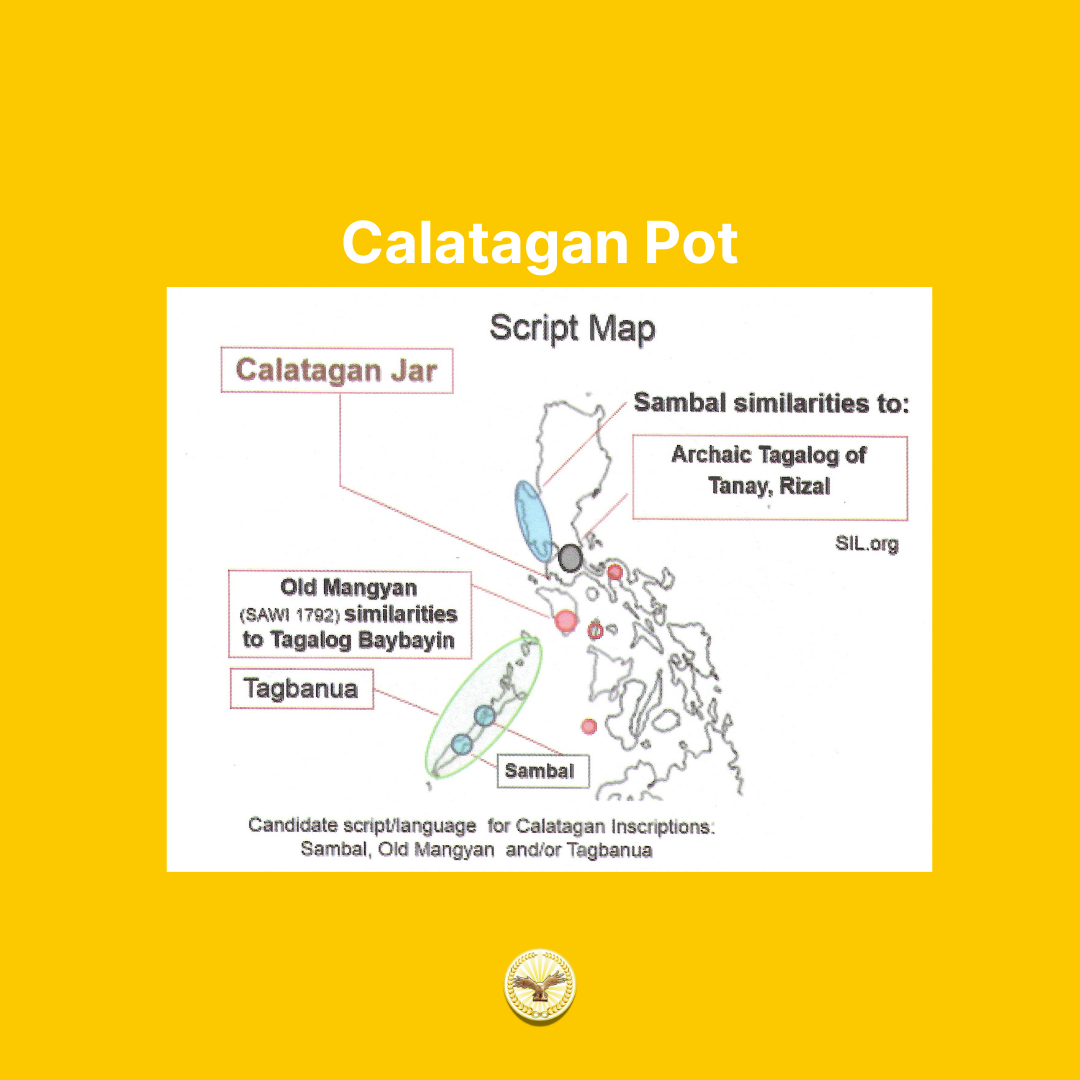 Calatagan Pot
Script Map
Calatagan Jar
Sambal similarities to:
Archaic Tagalog of
Tanay, Rizal
SIL.org
Old Mangyan
(SAWI 1792) similarities
to Tagalog Baybayin
Tagbanua
Sambal
Candidate script/language for Calatagan Inscriptions:
Sambal, Old Mangyan and/or Tagbanua